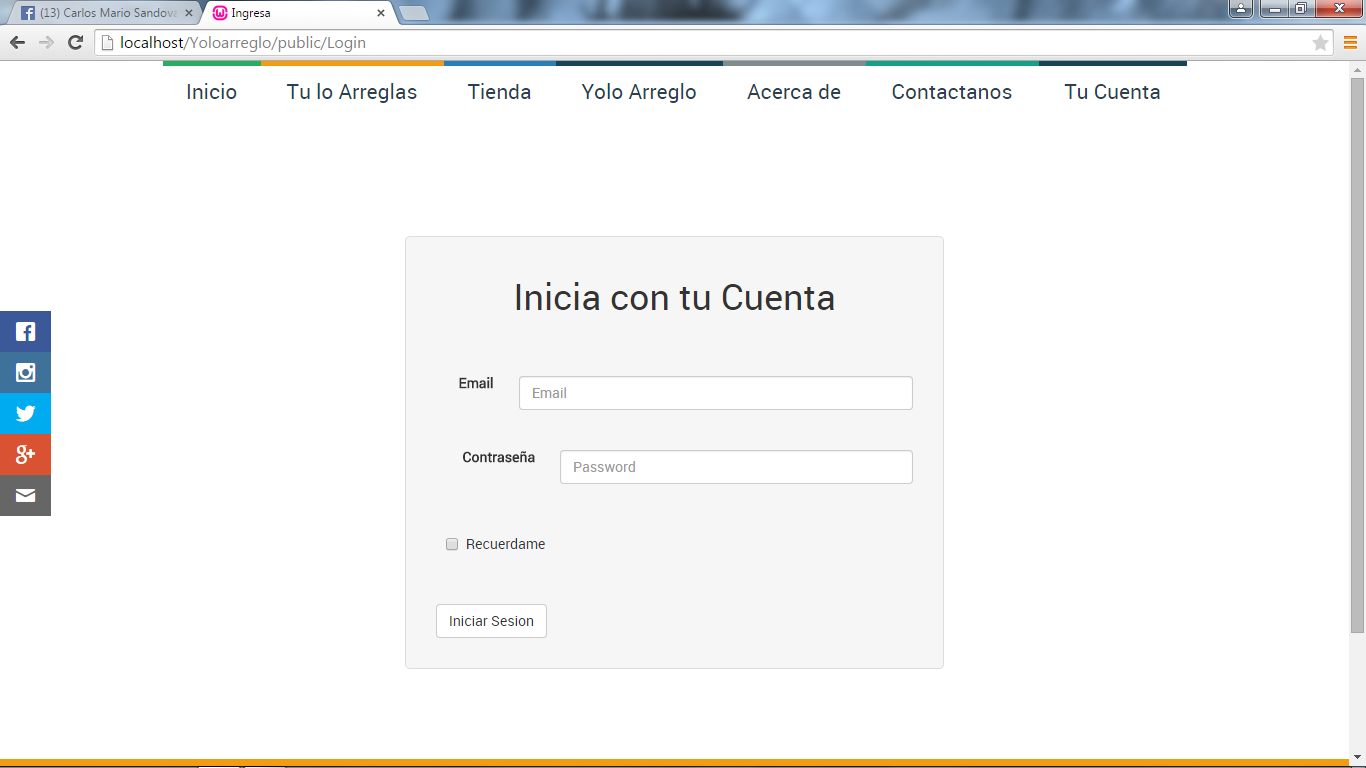 (13) Carlos Mario Sandova
Ingresa
localhost/Yoloarreglo/public/Login
Inicio Tu lo Arreglas Tienda Yolo Arreglo Acerca de Contactanos Tu Cuenta
Inicia con tu Cuenta
Email Email
Contraseña Password
Recuerdame
Iniciar Sesion